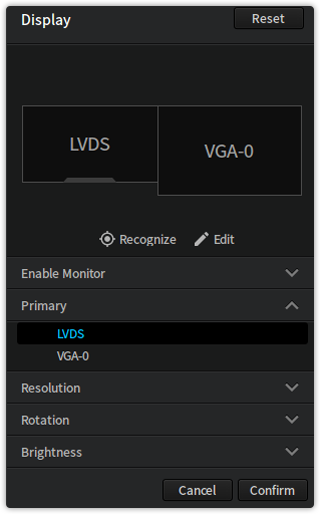 Display
Reset
LVDS
VGA-0
Recognize
Edit
Enable Monitor
Primary
LVDS
VGA-0
Resolution
Rotation
Brightness
Cancel
Confirm